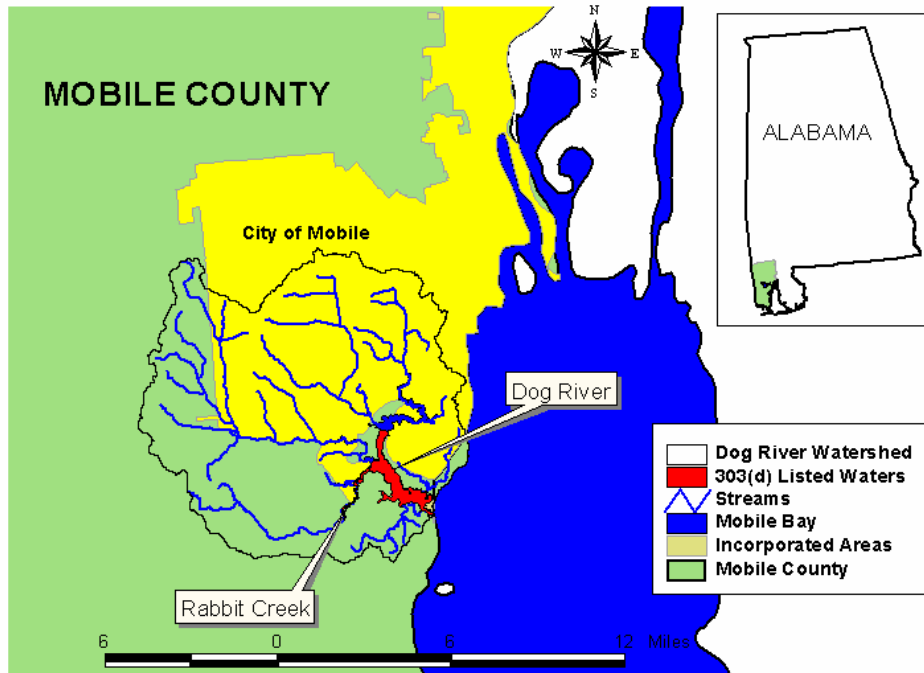 N
W E
S
MOBILE COUNTY
ALABAMA
City of Mobile
Dog River
Dog River Watershed
303(d) Listed Waters
Streams
Mobile Bay
Incorporated Areas
Mobile County
Rabbit Creek
6 0 6 12 Miles